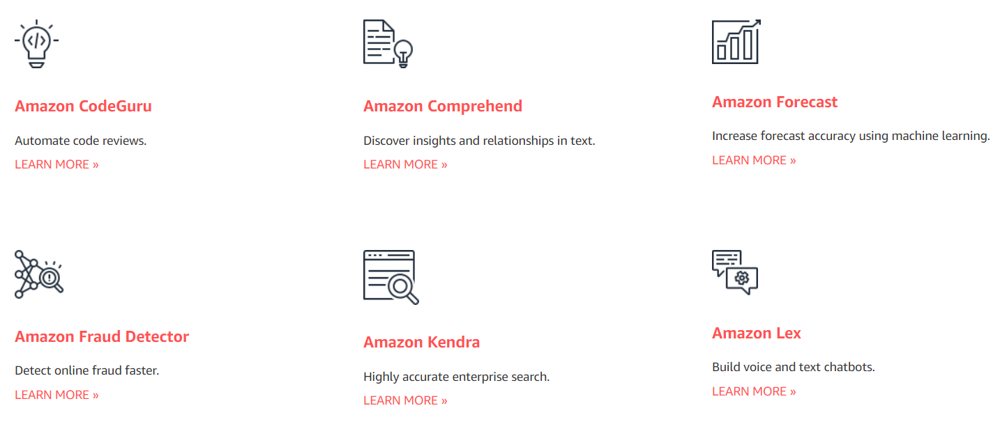 Amazon CodeGuru
Automate code reviews.
LEARN MORE »
Amazon Comprehend
Discover insights and relationships in text.
LEARN MORE »
Amazon Forecast
Increase forecast accuracy using machine learning.
LEARN MORE »
Amazon Fraud Detector
Detect online fraud faster.
LEARN MORE »
Amazon Kendra
Highly accurate enterprise search.
LEARN MORE »
Amazon Lex
Build voice and text chatbots.
LEARN MORE »